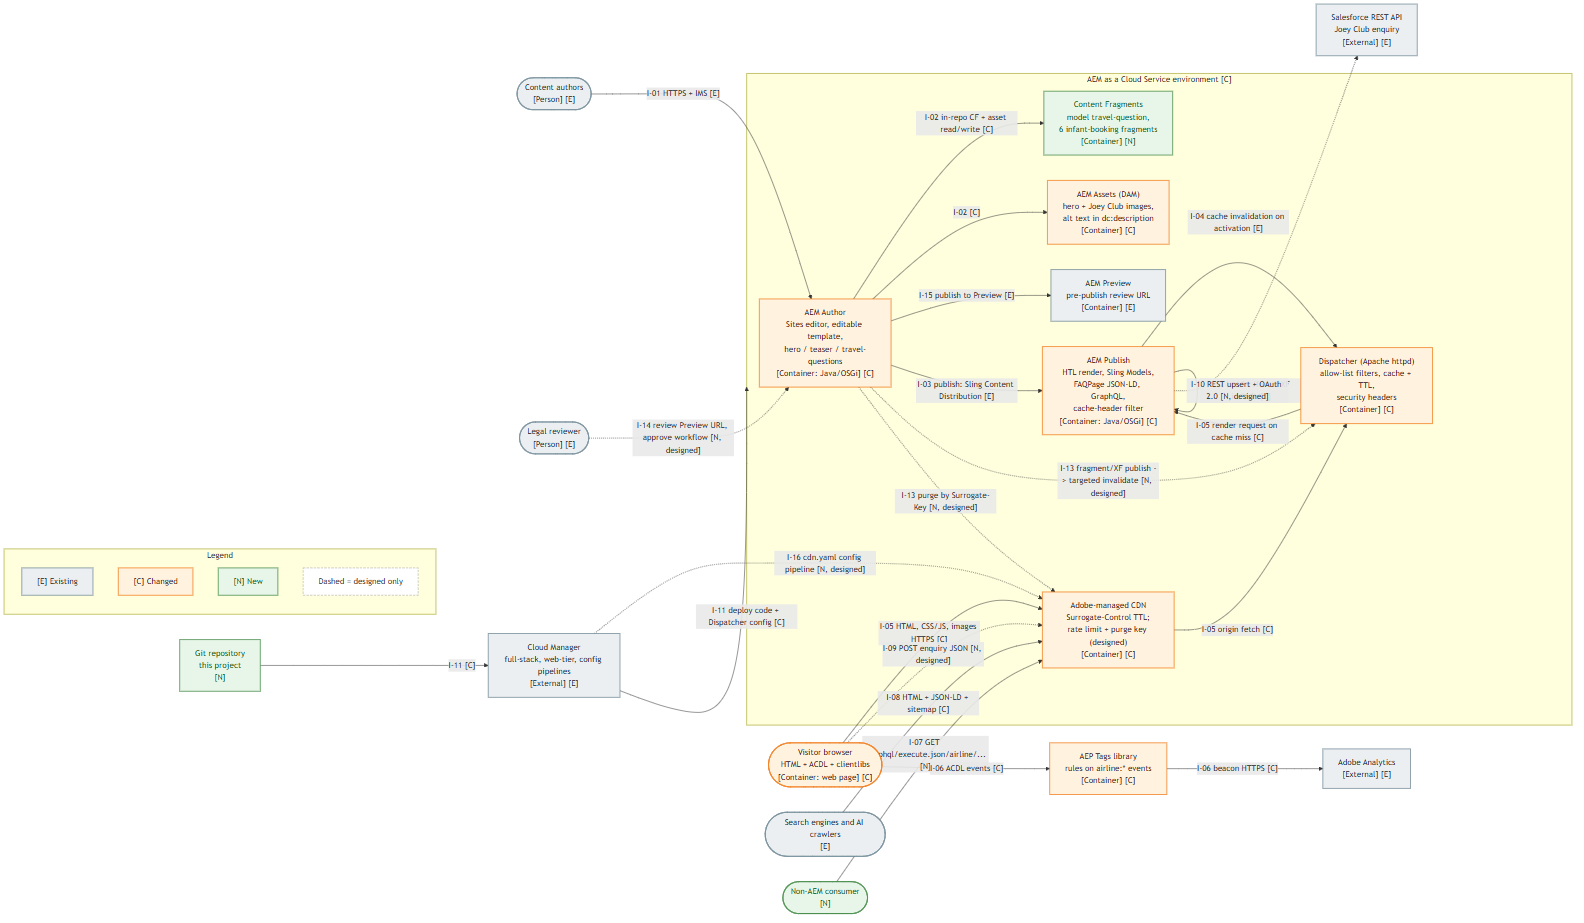 Salesforce REST API
Joey Club enquiry
[External] [E]
AEM as a Cloud Service environment [C]
Content authors
[Person] [E]
I-01 HTTPS + IMS [E]
I-02 in-repo CF + asset
read/write [C]
Content Fragments
model travel-question,
6 infant-booking fragments
[Container] [N]
I-02 [C]
AEM Assets (DAM)
hero + Joey Club images,
alt text in dc:description
[Container] [C]
I-04 cache invalidation on
activation [E]
I-15 publish to Preview [E]
AEM Preview
pre-publish review URL
[Container] [E]
AEM Author
Sites editor, editable
template,
hero / teaser / travel-
questions
[Container: Java/OSGi] [C]
I-03 publish: Sling Content
Distribution [E]
AEM Publish
HTL render, Sling Models,
FAQPage JSON-LD,
GraphQL,
cache-header filter
[Container: Java/OSGi] [C]
I-10 REST upsert + OAuth
2.0 [N, designed]
Dispatcher (Apache httpd)
allow-list filters, cache +
TTL,
security headers
[Container] [C]
I-05 render request on
cache miss [C]
Legal reviewer
[Person] [E]
I-14 review Preview URL,
approve workflow [N,
designed]
I-13 fragment/XF publish -
> targeted invalidate [N,
designed]
I-13 purge by Surrogate-
Key [N, designed]
Legend
[E] Existing
[C] Changed
[N] New
Dashed = designed only
I-16 cdn.yaml config
pipeline [N, designed]
I-11 deploy code +
Dispatcher config [C]
Git repository
this project
[N]
I-11 [C]
Cloud Manager
full-stack, web-tier, config
pipelines
[External] [E]
I-05 HTML, CSS/JS, images
HTTPS [C]
I-09 POST enquiry JSON [N,
designed]
Adobe-managed CDN
Surrogate-Control TTL;
rate limit + purge key
(designed)
[Container] [C]
I-05 origin fetch [C]
I-08 HTML + JSON-LD +
sitemap [C]
I-07 GET
/execute.json/airline/...
[N]
Visitor browser
HTML + ACDL + clientlibs
[Container: web page] [C]
I-06 ACDL events [C]
AEP Tags library
rules on airline:* events
[Container] [C]
I-06 beacon HTTPS [C]
Adobe Analytics
[External] [E]
Search engines and AI
crawlers
[E]
Non-AEM consumer
[N]